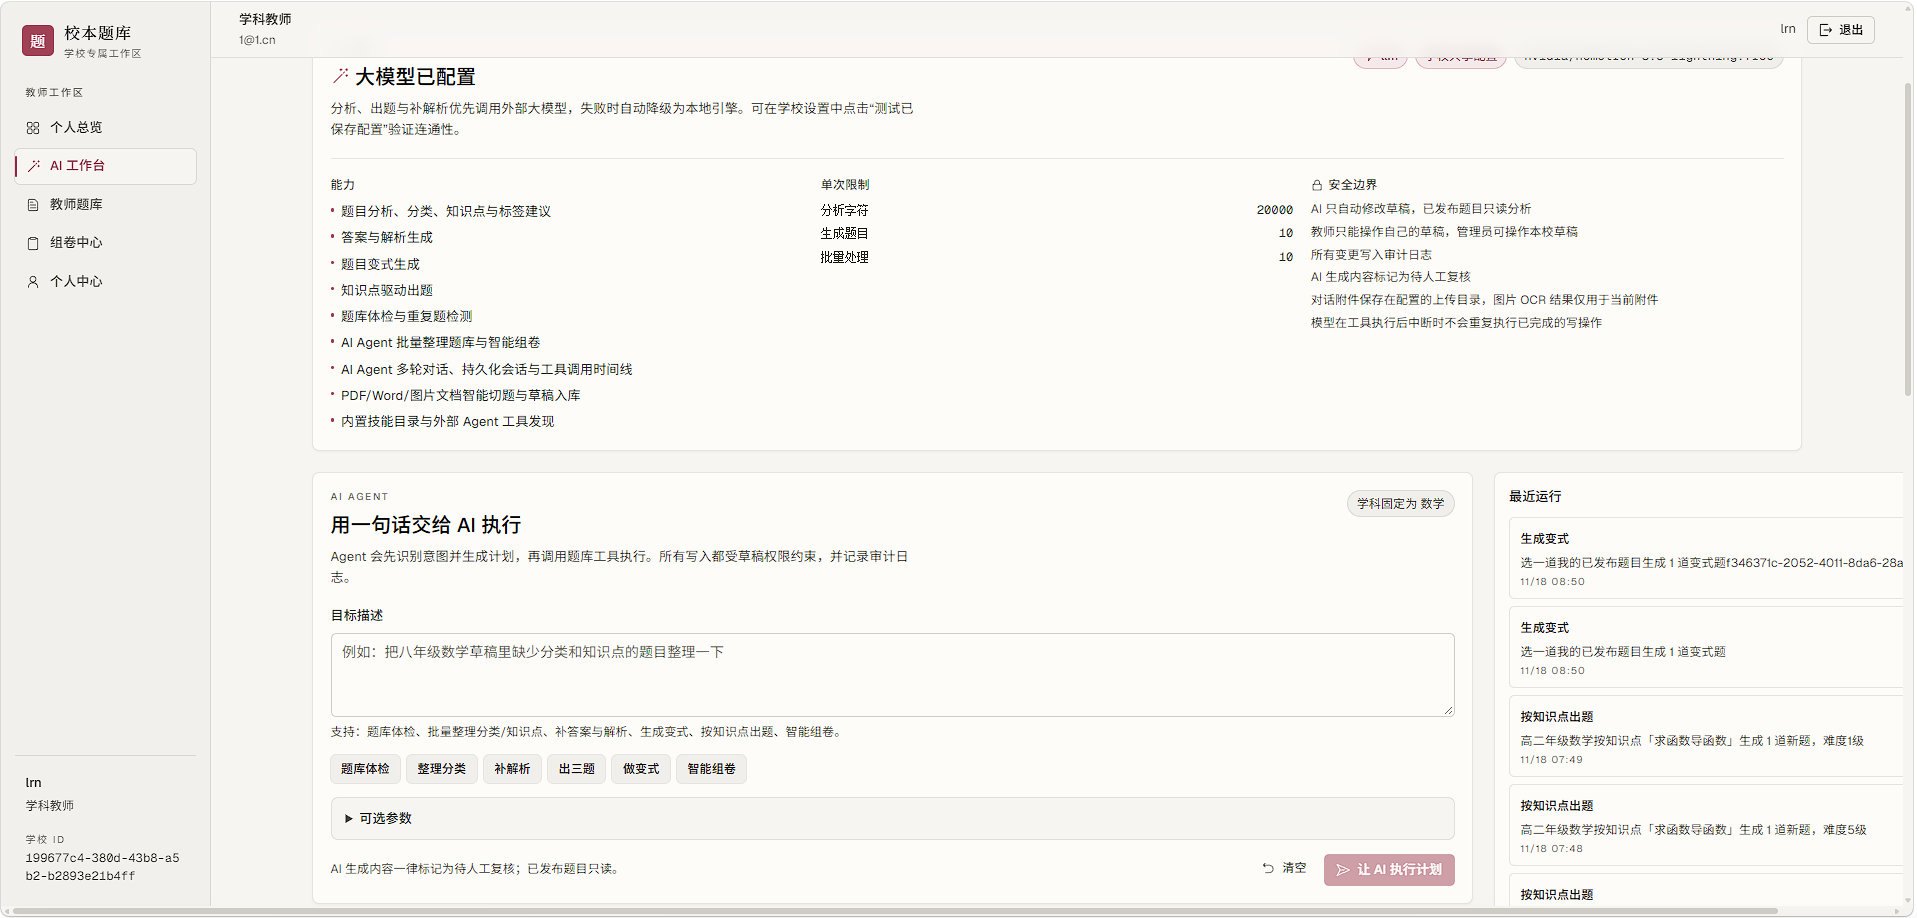 题
校本题库
学校专属工作区
教师工作区
个人总览
AI 工作台
教师题库
组卷中心
个人中心
lrn
学科教师
学校 ID
199677c4-380d-43b8-a5
b2-b2893e21b4ff
学科教师
1@1.cn
lrn
退出
大模型已配置
分析、出题与补解析优先调用外部大模型，失败时自动降级为本地引擎。可在学校设置中点击“测试已
保存配置”验证连通性。
能力
• 题目分析、分类、知识点与标签建议
• 答案与解析生成
• 题目变式生成
• 知识点驱动出题
• 题库体检与重复题检测
• AI Agent 批量整理题库与智能组卷
• AI Agent 多轮对话、持久化会话与工具调用时间线
• PDF/Word/图片文档智能切题与草稿入库
• 内置技能目录与外部 Agent 工具发现
单次限制
分析字符 20000
生成题目 10
批量处理 10
安全边界
AI 只自动修改草稿，已发布题目只读分析
教师只能操作自己的草稿，管理员可操作本校草稿
所有变更写入审计日志
AI 生成内容标记为待人工复核
对话附件保存在配置的上传目录，图片 OCR 结果仅用于当前附件
模型在工具执行后中断时不会重复执行已完成的写操作
AI AGENT
学科固定为 数学
用一句话交给 AI 执行
Agent 会先识别意图并生成计划，再调用题库工具执行。所有写入都受草稿权限约束，并记录审计日
志。
目标描述
例如：把八年级数学草稿里缺少分类和知识点的题目整理一下
支持：题库体检、批量整理分类/知识点、补答案与解析、生成变式、按知识点出题、智能组卷。
题库体检 整理分类 补解析 出三题 做变式 智能组卷
▶ 可选参数
AI 生成内容一律标记为待人工复核；已发布题目只读。
清空
让 AI 执行计划
最近运行
生成变式
选一道我的已发布题目生成 1 道变式题f346371c-2052-4011-8da6-28a
11/18 08:50
生成变式
选一道我的已发布题目生成 1 道变式题
11/18 08:50
按知识点出题
高二年级数学按知识点「求函数导函数」生成 1 道新题，难度1级
11/18 07:49
按知识点出题
高二年级数学按知识点「求函数导函数」生成 1 道新题，难度5级
11/18 07:48
按知识点出题